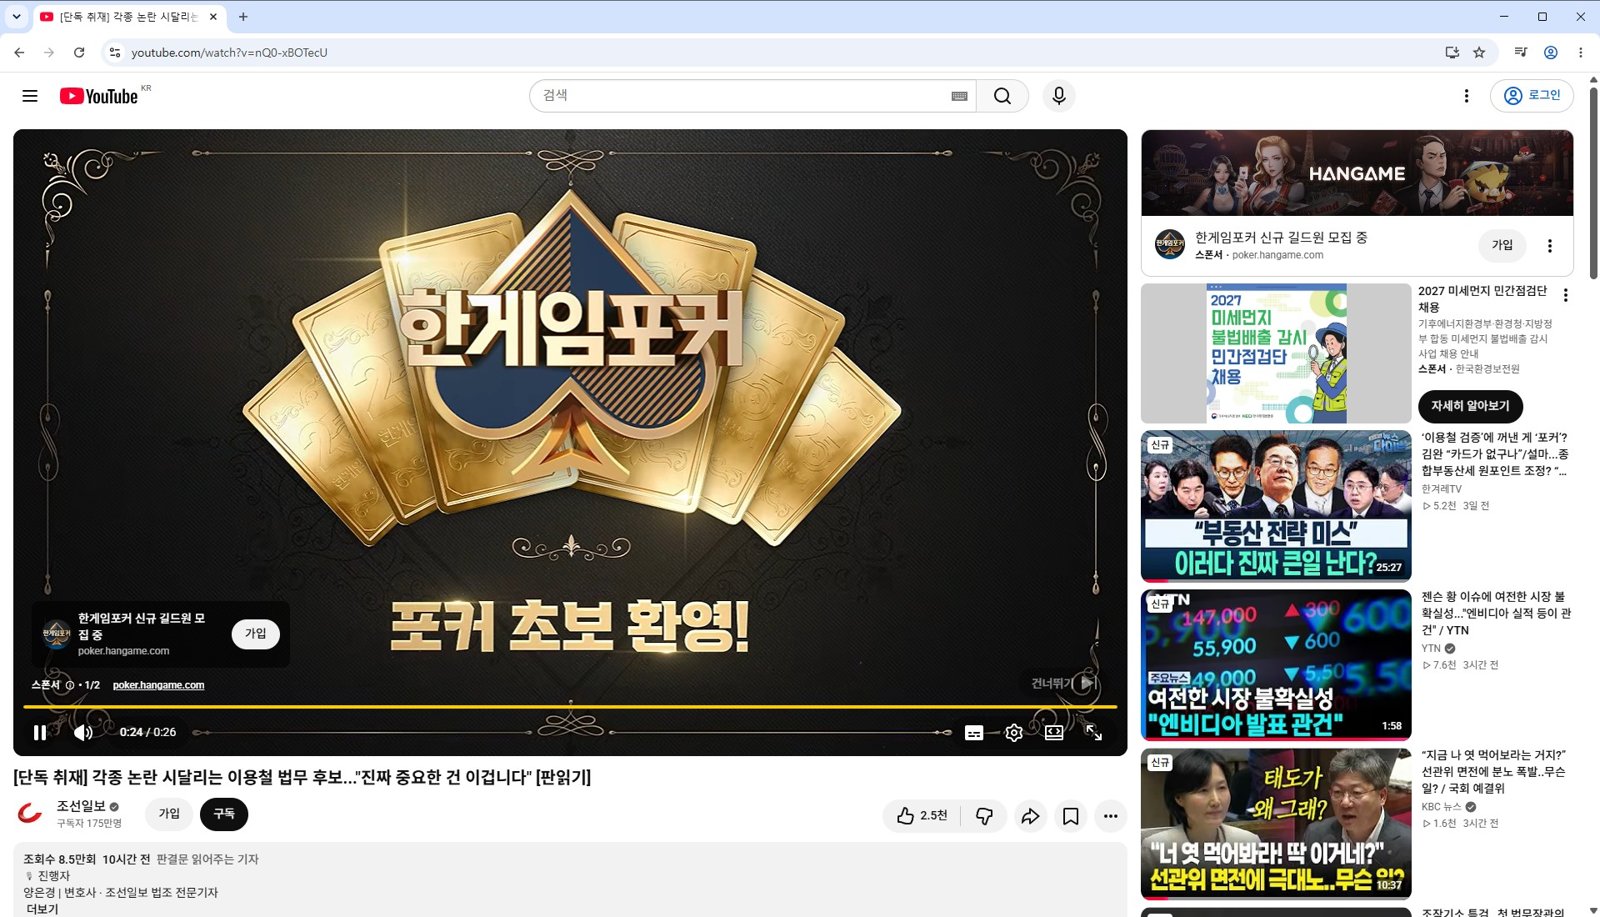 [단독 취재] 각종 논란 시달리는
youtube.com/watch?v=nQ0-xBOTecU
YouTube KR
검색
로그인
한게임포커
포커 초보 환영!
한게임포커 신규 길드원 모
집 중
poker.hangame.com
가입
스폰서 · 1/2 poker.hangame.com
건너뛰기
0:24 / 0:26
[단독 취재] 각종 논란 시달리는 이용철 법무 후보..."진짜 중요한 건 이겁니다" [판읽기]
조선일보
구독자 175만명
가입
구독
2.5천
조회수 8.5만회 10시간 전 판결문 읽어주는 기자
🎙 진행자
양은경 | 변호사 · 조선일보 법조 전문기자
더보기
HANGAME
한게임포커
한게임포커 신규 길드원 모집 중
스폰서 · poker.hangame.com
가입
2027
미세먼지
불법배출 감시
민간점검단
채용
2027 미세먼지 민간점검단
채용
기후에너지환경부·환경청·지방정
부 합동 미세먼지 불법배출 감시
사업 채용 안내
스폰서 · 한국환경보전원
자세히 알아보기
신규
"부동산 전략 미스"
이러다 진짜 큰일 난다?
25:27
'이용철 검증'에 꺼낸 게 '포커'?
김완 "카드가 없구나"/설마...종
합부동산세 원포인트 조정? "...
한겨레TV
5.2천 3일 전
신규
YTN
147,000 ▲ 300
55,900 ▼ 600
49,000 ▼ 5,50
주요뉴스
여전한 시장 불확실성
"엔비디아 발표 관건"
1:58
젠슨 황 이슈에 여전한 시장 불
확실성..."엔비디아 실적 등이 관
건" / YTN
YTN
7.6천 3시간 전
신규
태도가
왜 그래?
"너 엿 먹어봐라! 딱 이거네?"
선관위 면전에 극대노..무슨 일?
10:37
"지금 나 엿 먹어보라는 거지?"
선관위 면전에 분노 폭발..무슨
일? / 국회 예결위
KBC 뉴스
1.6천 3시간 전